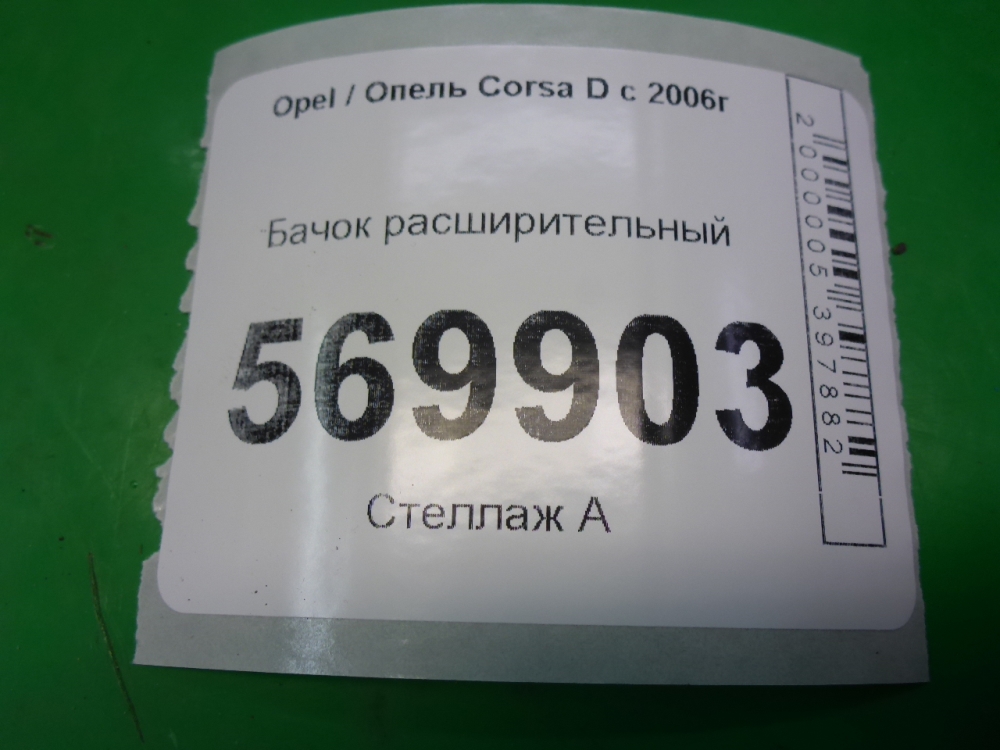 Opel / Опель Corsa D с 2006г
Бачок расширительный
569903
Стеллаж А
2000005397882